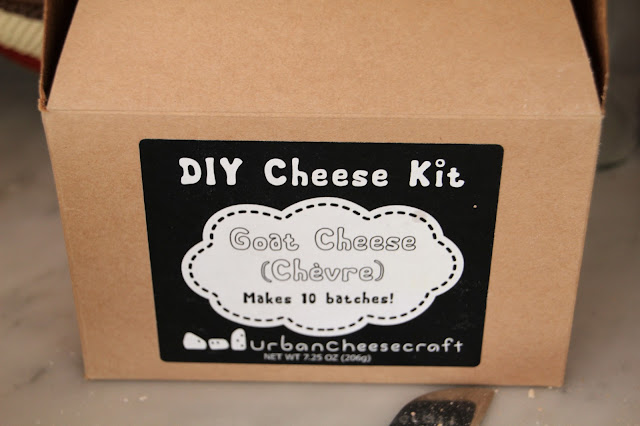 DIY Cheese Kit
Goat Cheese
(Chèvre)
Makes 10 batches!
urbancheesecraft
NET WT 7.25 OZ (206g)